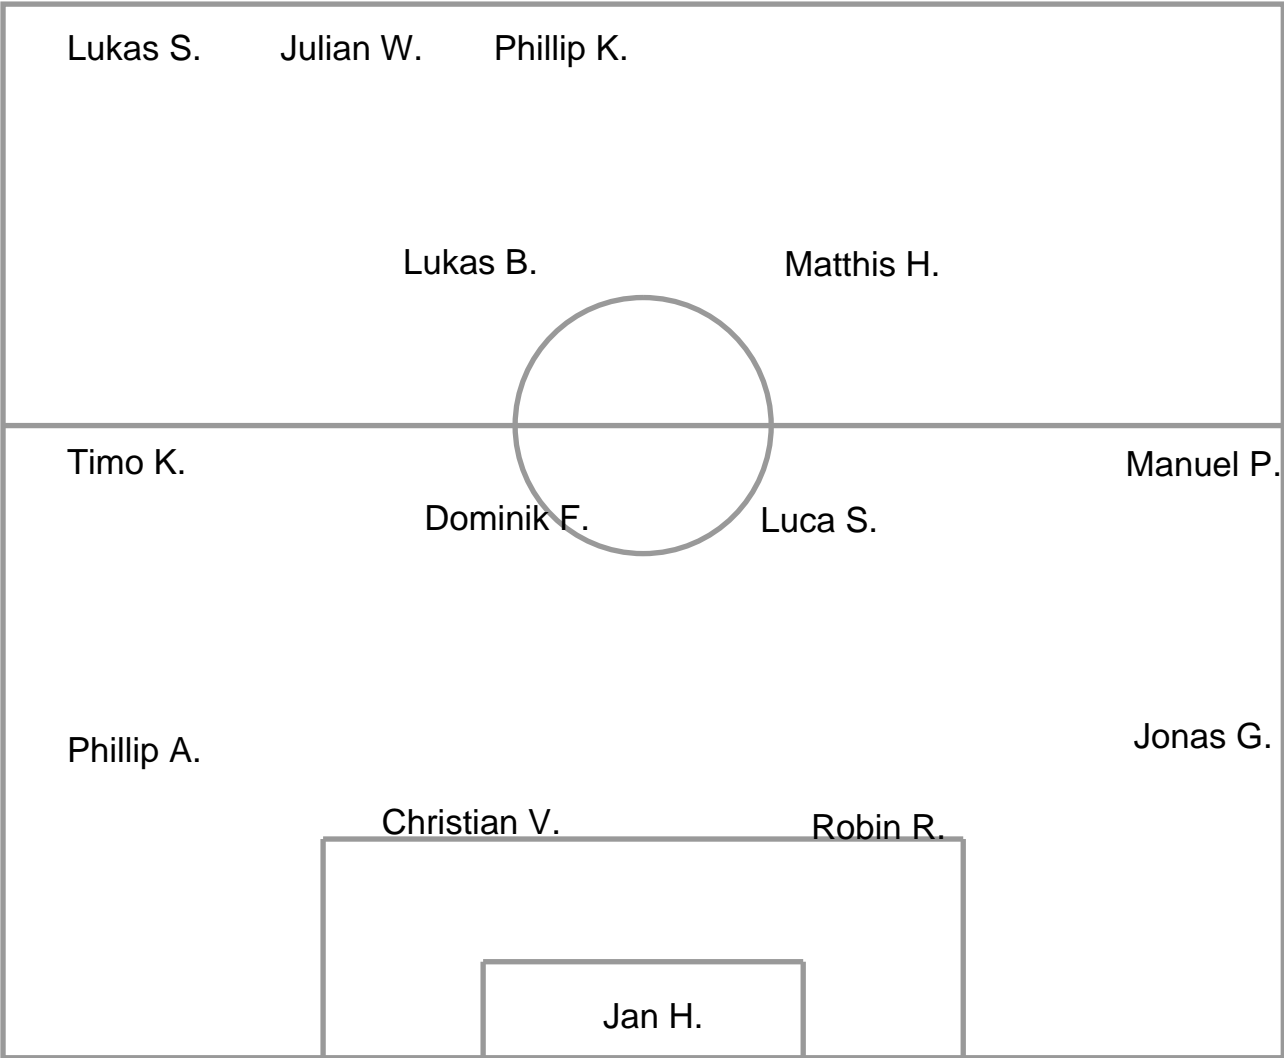 Lukas S. Julian W. Phillip K.
Lukas B. Matthis H.
Timo K. Manuel P.
Dominik F. Luca S.
Phillip A. Jonas G.
Christian V. Robin R.
Jan H.